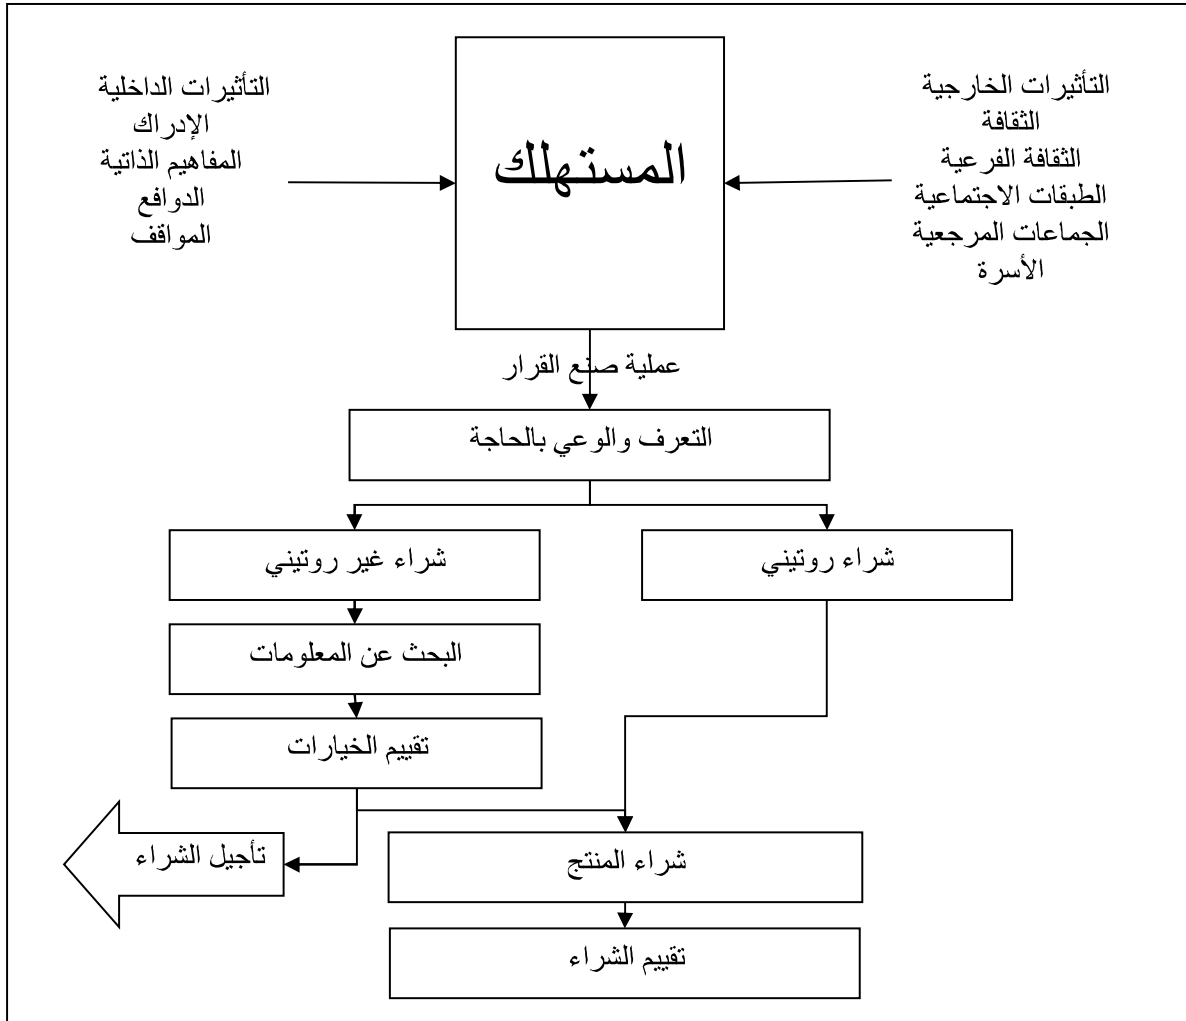 التأثيرات الخارجية
الثقافة
الثقافة الفرعية
الطبقات الاجتماعية
الجماعات المرجعية
الأسرة
المستهلك
التأثيرات الداخلية
الإدراك
المفاهيم الذاتية
الدوافع
المواقف
عملية صنع القرار
التعرف والوعي بالحاجة
شراء روتيني
شراء غير روتيني
البحث عن المعلومات
تقييم الخيارات
شراء المنتج
تأجيل الشراء
تقييم الشراء